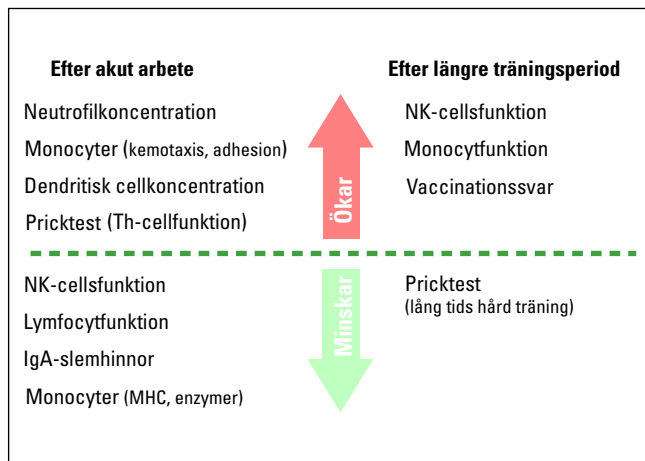 Efter akut arbete
Neutrofilkoncentration
Monocyter (kemotaxis, adhesion)
Dendritisk cellkoncentration
Pricktest (Th-cellfunktion)
Ökar
Efter längre träningsperiod
NK-cellsfunktion
Monocytfunktion
Vaccinationssvar
NK-cellsfunktion
Lymfocytfunktion
IgA-slemhinnor
Monocyter (MHC, enzymer)
Minskar
Pricktest
(lång tids hård träning)